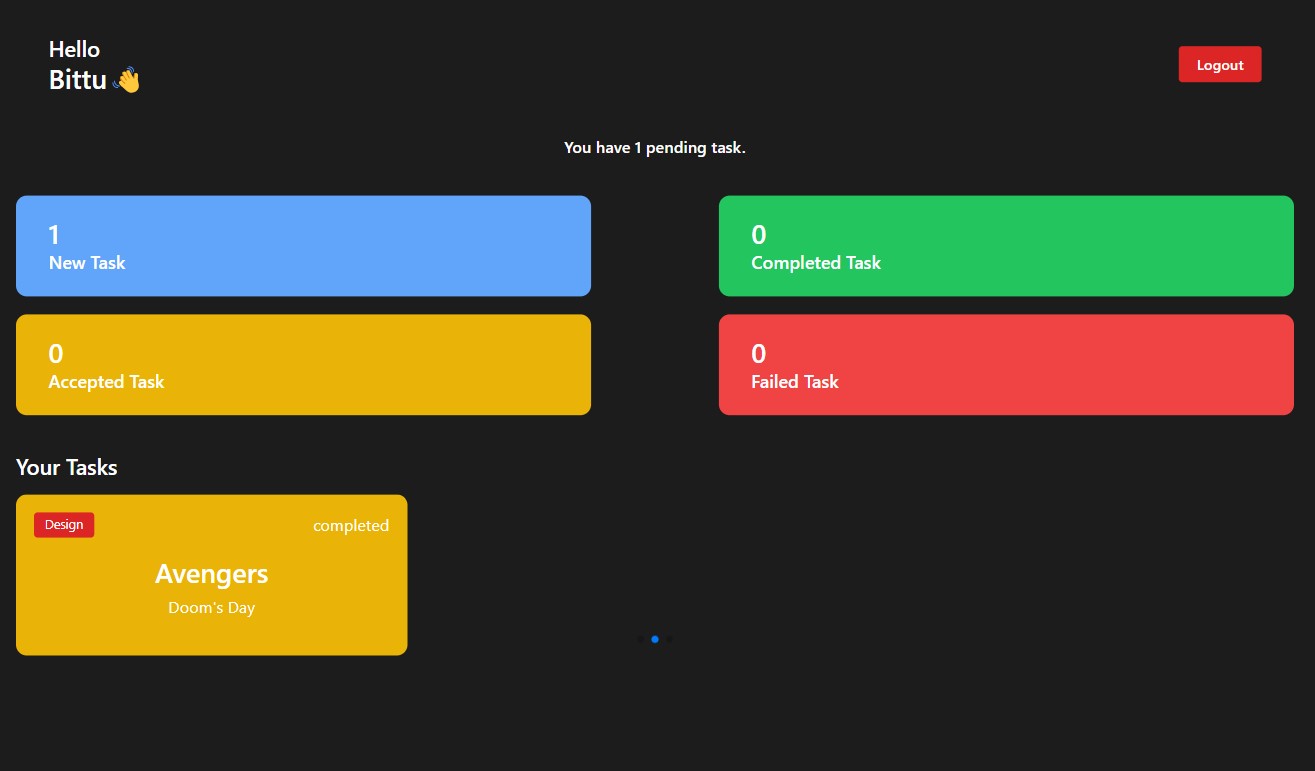 Hello
Bittu 👋
Logout
You have 1 pending task.
1
New Task
0
Completed Task
0
Accepted Task
0
Failed Task
Your Tasks
Design
completed
Avengers
Doom's Day